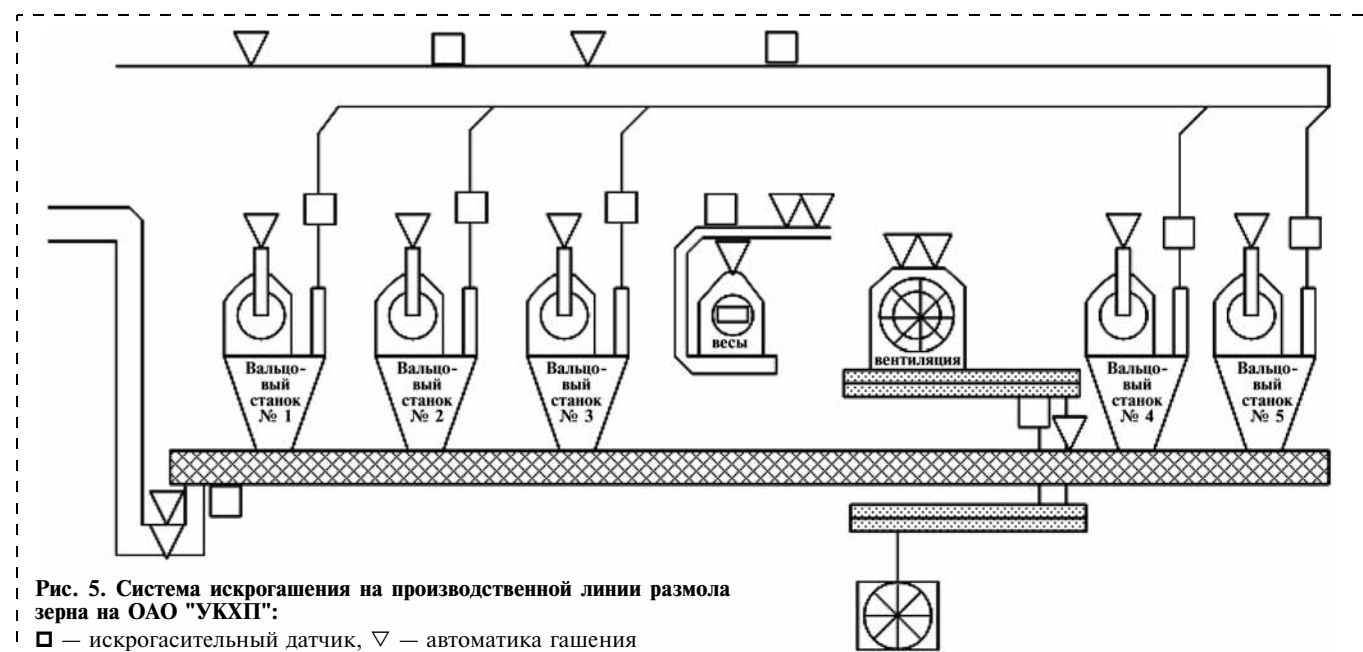 весы
вентиляция
Вальцо-
вый
станок
№ 1
Вальцо-
вый
станок
№ 2
Вальцо-
вый
станок
№ 3
Вальцо-
вый
станок
№ 4
Вальцо-
вый
станок
№ 5
Рис. 5. Система искрогашения на производственной линии размола
зерна на ОАО "УКХП":
— искрогасительный датчик, ▽ — автоматика гашения